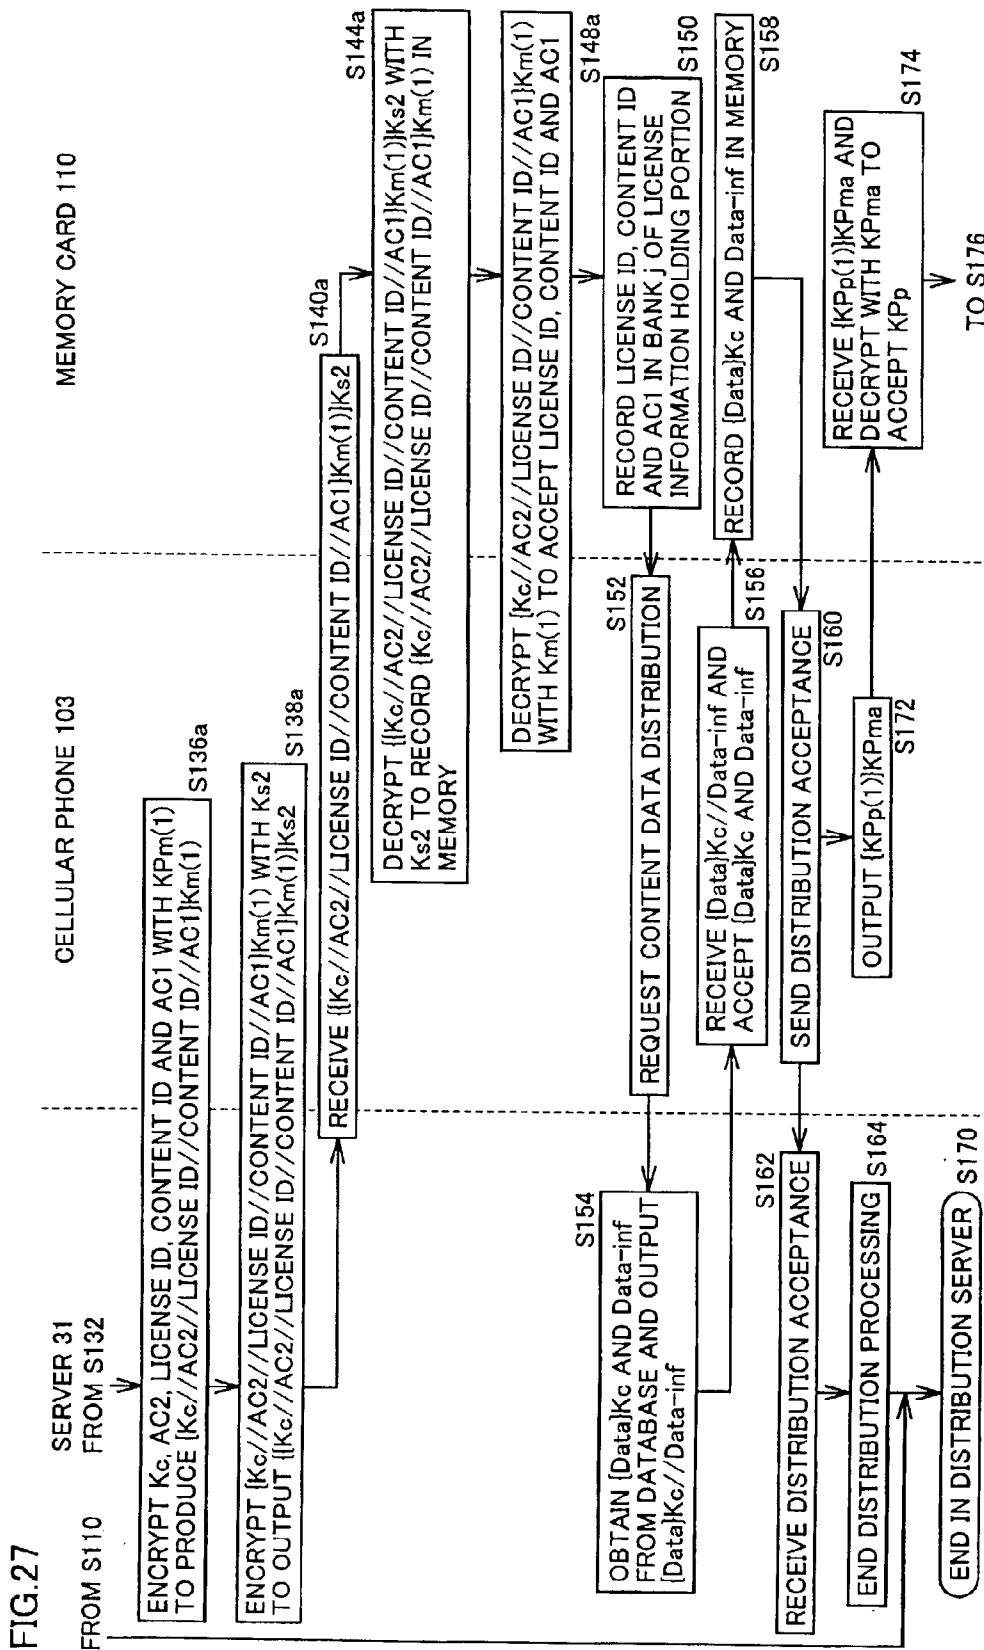 FIG.27
SERVER 31
CELLULAR PHONE 103
MEMORY CARD 110
FROM S110
FROM S132
ENCRYPT Kc, AC2, LICENSE ID, CONTENT ID AND AC1 WITH KPm(1)
TO PRODUCE {Kc//AC2//LICENSE ID//CONTENT ID//AC1}Km(1)
S136a
ENCRYPT {Kc//AC2//LICENSE ID//CONTENT ID//AC1}Km(1) WITH Ks2
TO OUTPUT {{Kc//AC2//LICENSE ID//CONTENT ID//AC1}Km(1)}Ks2
S138a
RECEIVE {{Kc//AC2//LICENSE ID//CONTENT ID//AC1}Km(1)}Ks2
S140a
DECRYPT {{Kc//AC2//LICENSE ID//CONTENT ID//AC1}Km(1)}Ks2 WITH
Ks2 TO RECORD {Kc//AC2//LICENSE ID//CONTENT ID//AC1}Km(1) IN
MEMORY
S144a
DECRYPT {Kc//AC2//LICENSE ID//CONTENT ID//AC1}Km(1)
WITH Km(1) TO ACCEPT LICENSE ID, CONTENT ID AND AC1
S148a
RECORD LICENSE ID, CONTENT ID
AND AC1 IN BANK j OF LICENSE
INFORMATION HOLDING PORTION
S150
S152
REQUEST CONTENT DATA DISTRIBUTION
S154
OBTAIN {Data}Kc AND Data-inf
FROM DATABASE AND OUTPUT
{Data}Kc//Data-inf
RECEIVE {Data}Kc//Data-inf AND
ACCEPT {Data}Kc AND Data-inf
S156
RECORD {Data}Kc AND Data-inf IN MEMORY
S158
SEND DISTRIBUTION ACCEPTANCE
S160
S162
RECEIVE DISTRIBUTION ACCEPTANCE
END DISTRIBUTION PROCESSING
S164
END IN DISTRIBUTION SERVER
S170
OUTPUT {KPp(1)}KPma
S172
RECEIVE {KPp(1)}KPma AND
DECRYPT WITH KPma TO
ACCEPT KPp
S174
TO S176